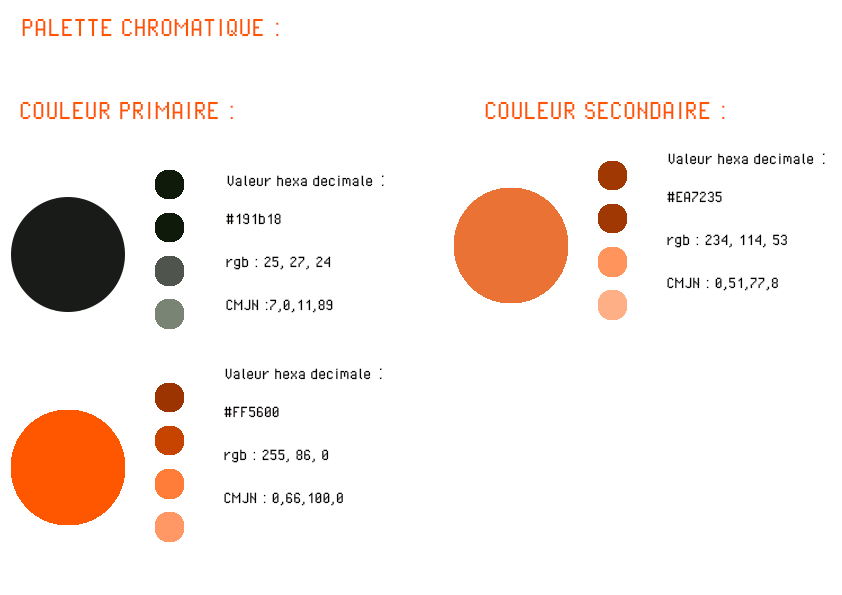 PALETTE CHROMATIQUE :
COULEUR PRIMAIRE :
Valeur hexa decimale :
#191b18
rgb : 25, 27, 24
CMJN :7,0,11,89
Valeur hexa decimale :
#FF5600
rgb : 255, 86, 0
CMJN : 0,66,100,0
COULEUR SECONDAIRE :
Valeur hexa decimale :
#EA7235
rgb : 234, 114, 53
CMJN : 0,51,77,8